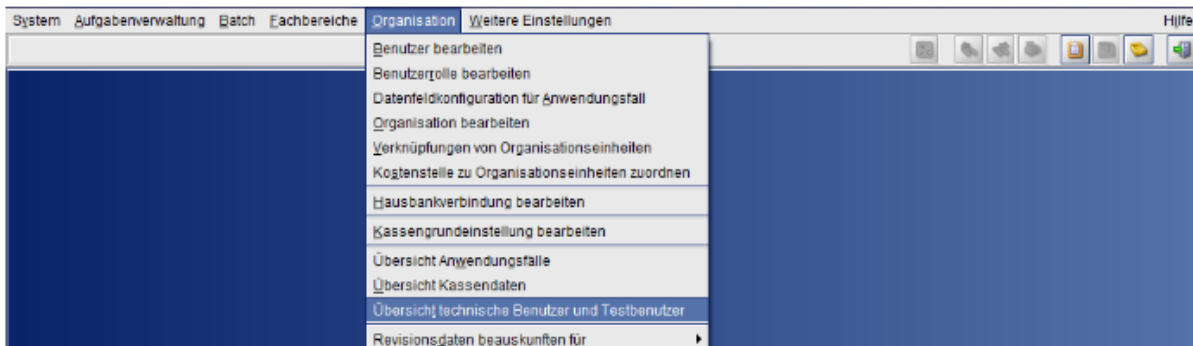 System Aufgabenverwaltung Batch Fachbereiche Organisation Weitere Einstellungen Hilfe
Benutzer bearbeiten
Benutzerrolle bearbeiten
Datenfeldkonfiguration für Anwendungsfall
Organisation bearbeiten
Verknüpfungen von Organisationseinheiten
Kostenstelle zu Organisationseinheiten zuordnen
Hausbankverbindung bearbeiten
Kassengrundeinstellung bearbeiten
Übersicht Anwendungsfälle
Übersicht Kassendaten
Übersicht technische Benutzer und Testbenutzer
Revisionsdaten beauskunften für